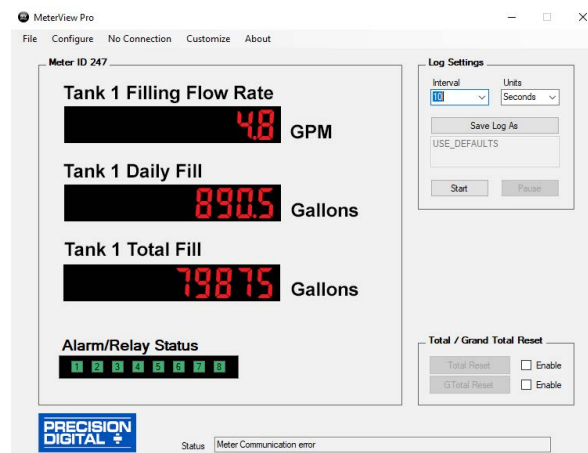 MeterView Pro
File Configure No Connection Customize About
Meter ID 247
Tank 1 Filling Flow Rate
4.8 GPM
Tank 1 Daily Fill
890.5 Gallons
Tank 1 Total Fill
79875 Gallons
Alarm/Relay Status
1 2 3 4 5 6 7 8
Log Settings
Interval Units
10 Seconds
Save Log As
USE_DEFAULTS
Start Pause
Total / Grand Total Reset
Total Reset Enable
GTotal Reset Enable
PRECISION
DIGITAL
Status Meter Communication error